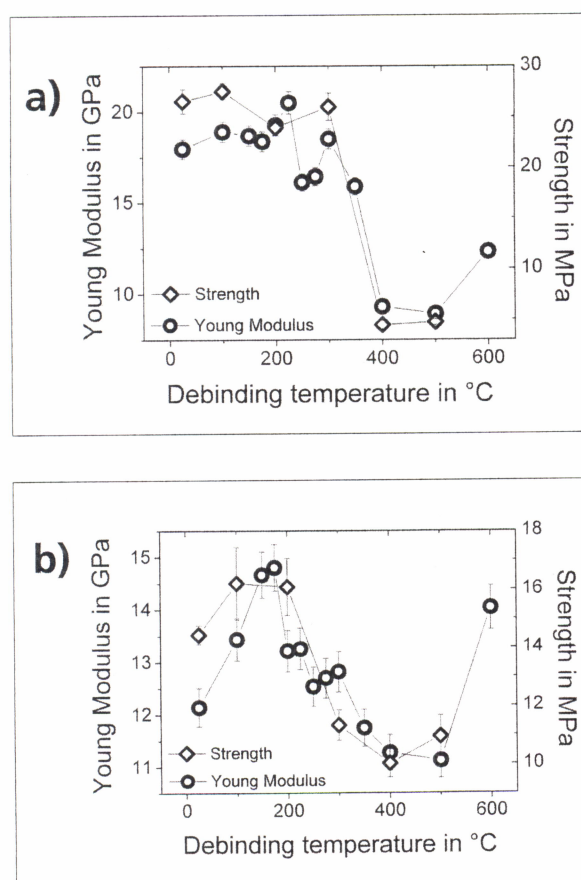 a)
Young Modulus in GPa
20
15
10
30
20
10
Strength in MPa
Strength
Young Modulus
0 200 400 600
Debinding temperature in °C
b)
Young Modulus in GPa
15
14
13
12
11
18
16
14
12
10
Strength in MPa
Strength
Young Modulus
0 200 400 600
Debinding temperature in °C